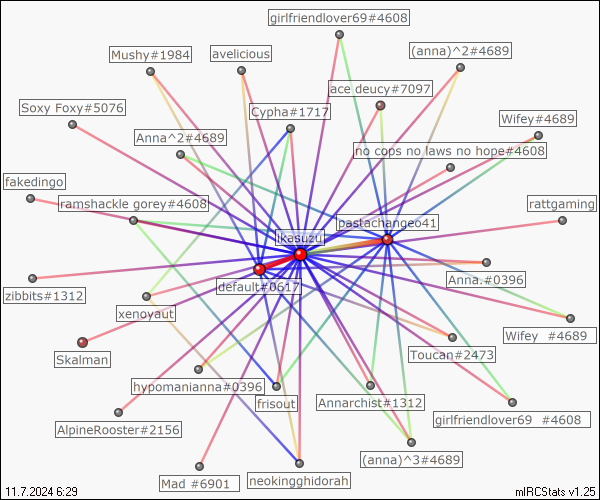 girlfriendlover69#4608
Mushy#1984
avelicious
(anna)^2#4689
ace deucy#7097
Soxy Foxy#5076
Cypha#1717
Wifey#4689
Anna^2#4689
no cops no laws no hope#4608
fakedingo
ramshackle gorey#4608
rattgaming
pastachange641
ikasuzu
default#0617
Anna.#0396
zibbits#1312
xenoyaut
Wifey #4689
Skalman
Toucan#2473
hypomanianna#0396
frisout
Annarchist#1312
girlfriendlover69 #4608
AlpineRooster#2156
(anna)^3#4689
Mad #6901
neokingghidorah
11.7.2024 6:29
mIRCStats v1.25